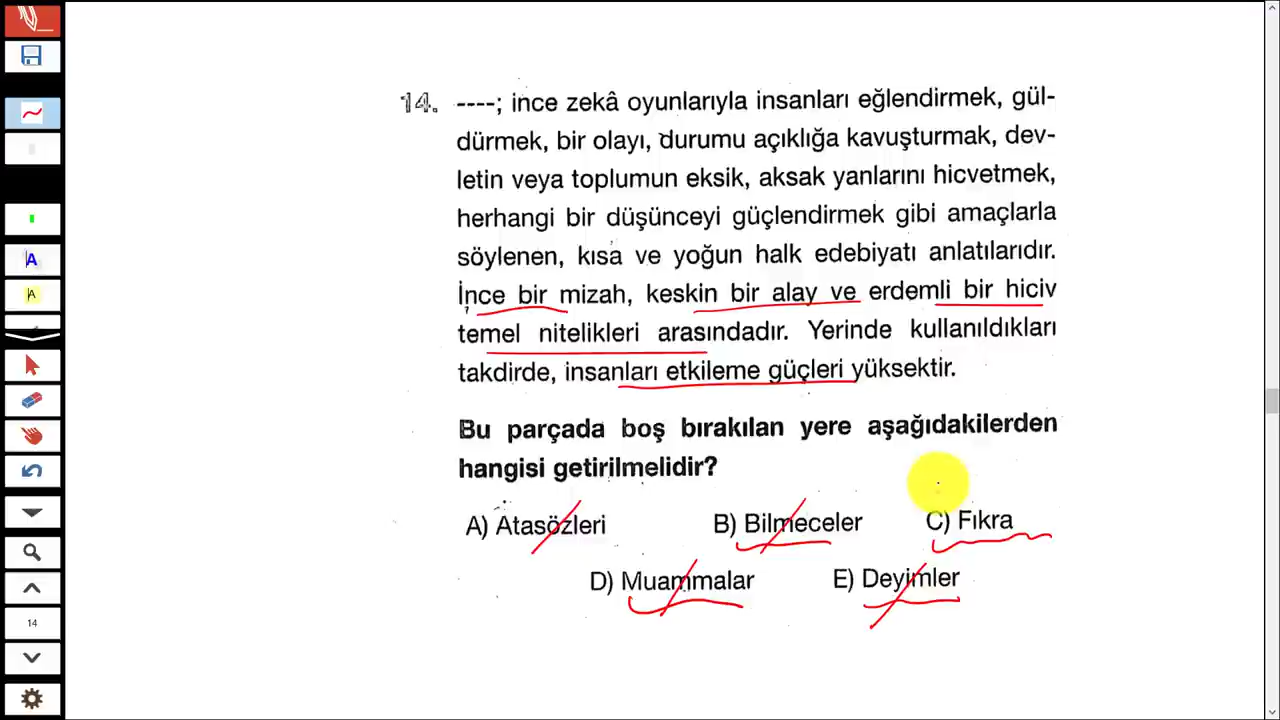 14. ----; ince zekâ oyunlarıyla insanları eğlendirmek, gül-
dürmek, bir olayı, durumu açıklığa kavuşturmak, dev-
letin veya toplumun eksik, aksak yanlarını hicvetmek,
herhangi bir düşünceyi güçlendirmek gibi amaçlarla
söylenen, kısa ve yoğun halk edebiyatı anlatılarıdır.
İnce bir mizah, keskin bir alay ve erdemli bir hiciv
temel nitelikleri arasındadır. Yerinde kullanıldıkları
takdirde, insanları etkileme güçleri yüksektir.
Bu parçada boş bırakılan yere aşağıdakilerden
hangisi getirilmelidir?
A) Atasözleri B) Bilmeceler C) Fıkra
D) Muammalar E) Deyimler
A
A
14